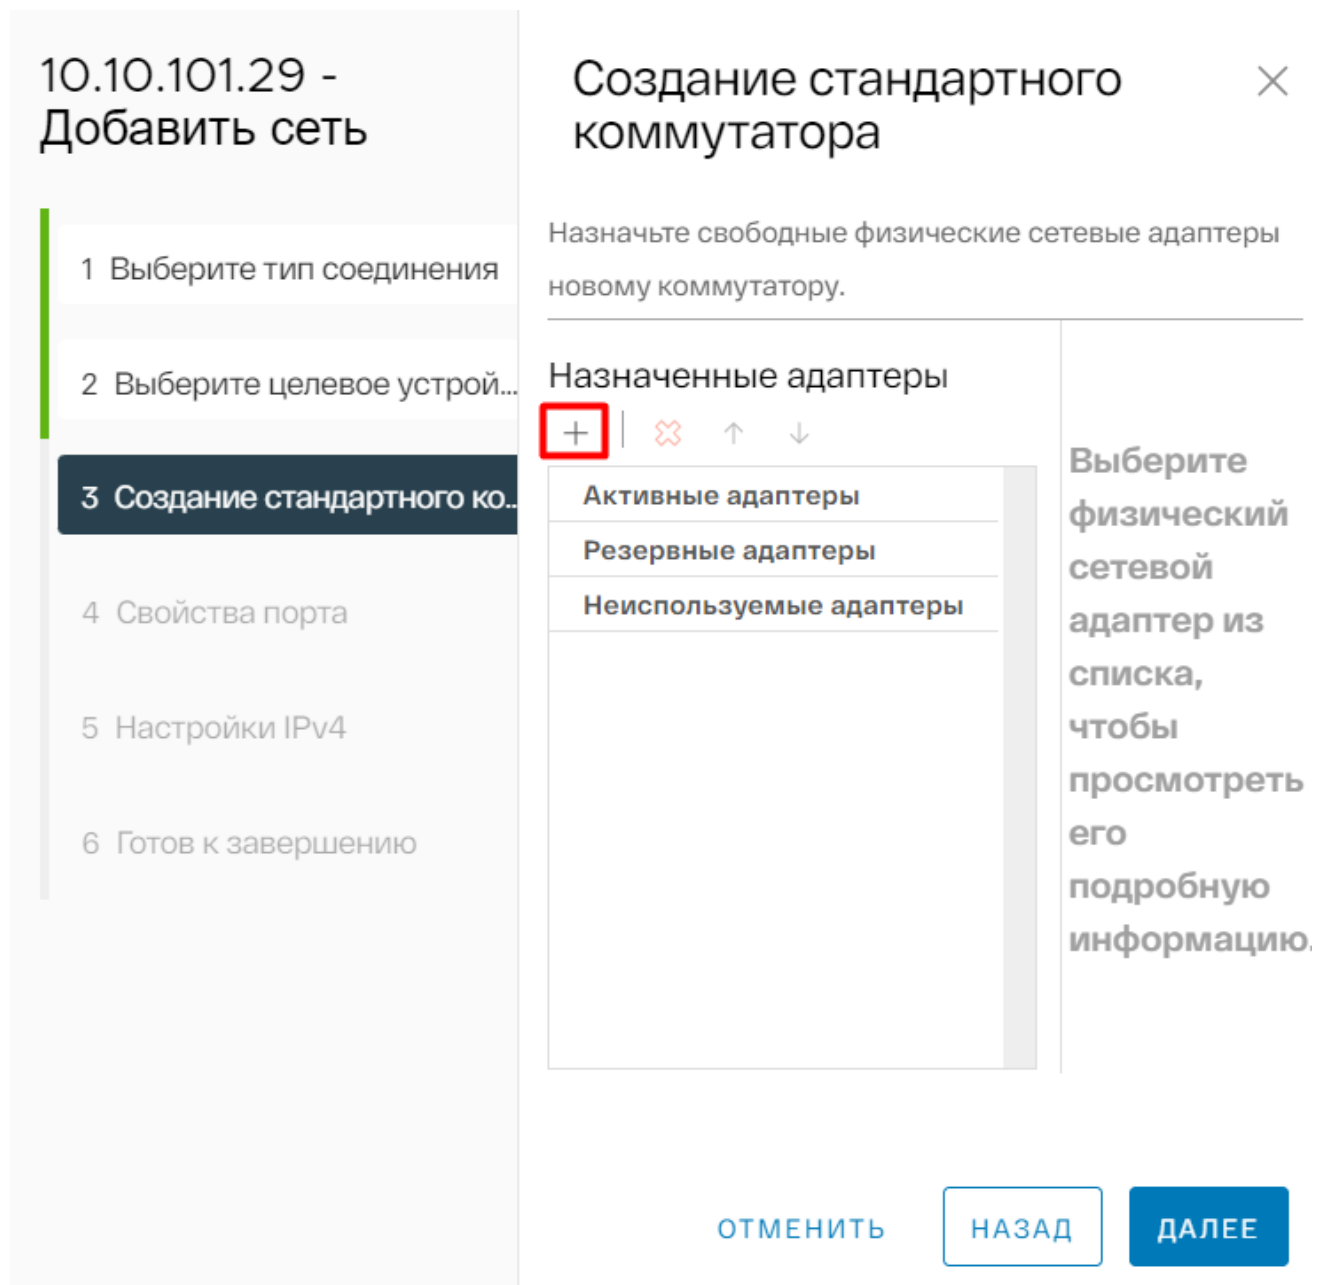 10.10.101.29 -
Добавить сеть
1 Выберите тип соединения
2 Выберите целевое устрой...
3 Создание стандартного ко..
4 Свойства порта
5 Настройки IPv4
6 Готов к завершению
Создание стандартного
коммутатора
Назначьте свободные физические сетевые адаптеры
новому коммутатору.
Назначенные адаптеры
Активные адаптеры
Резервные адаптеры
Неиспользуемые адаптеры
Выберите
физический
сетевой
адаптер из
списка,
чтобы
просмотреть
его
подробную
информацию.
ОТМЕНИТЬ
НАЗАД
ДАЛЕЕ